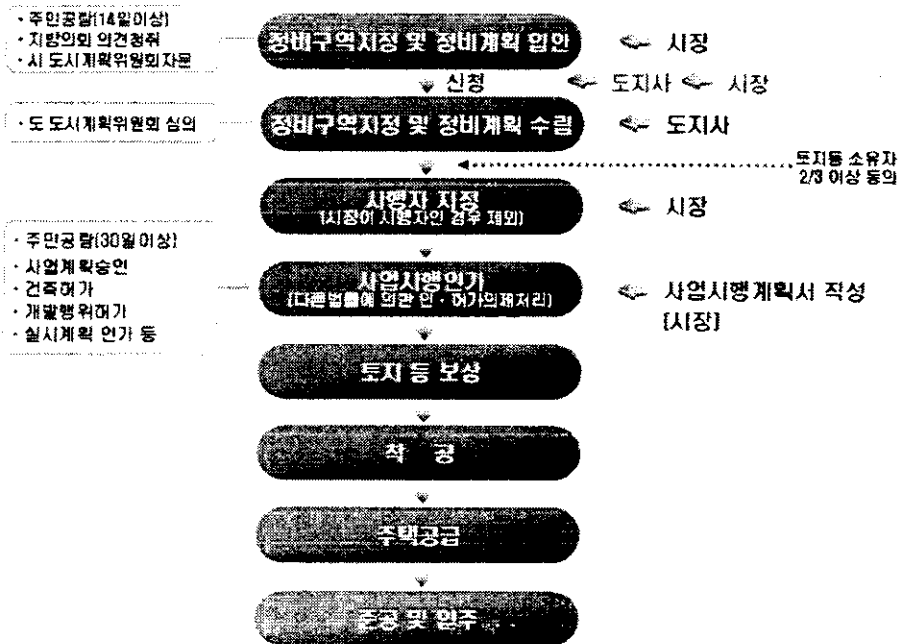 · 주민공람(14일이상)
· 지방의회 의견청취
· 시 도시계획위원회자문
정비구역지정 및 정비계획 입안
시장
신청
도지사
시장
· 도 도시계획위원회 심의
정비구역지정 및 정비계획 수립
도지사
토지등 소유자
2/3 이상 동의
시행자 지정
(시장이 시행자인 경우 제외)
시장
· 주민공람(30일이상)
· 사업계획승인
· 건축허가
· 개발행위허가
· 실시계획 인가 등
사업시행인가
(다른법률에 의한 인 · 허가의제처리)
사업시행계획서 작성
[시장]
토지 등 보상
착 공
주택공급
준공 및 입주